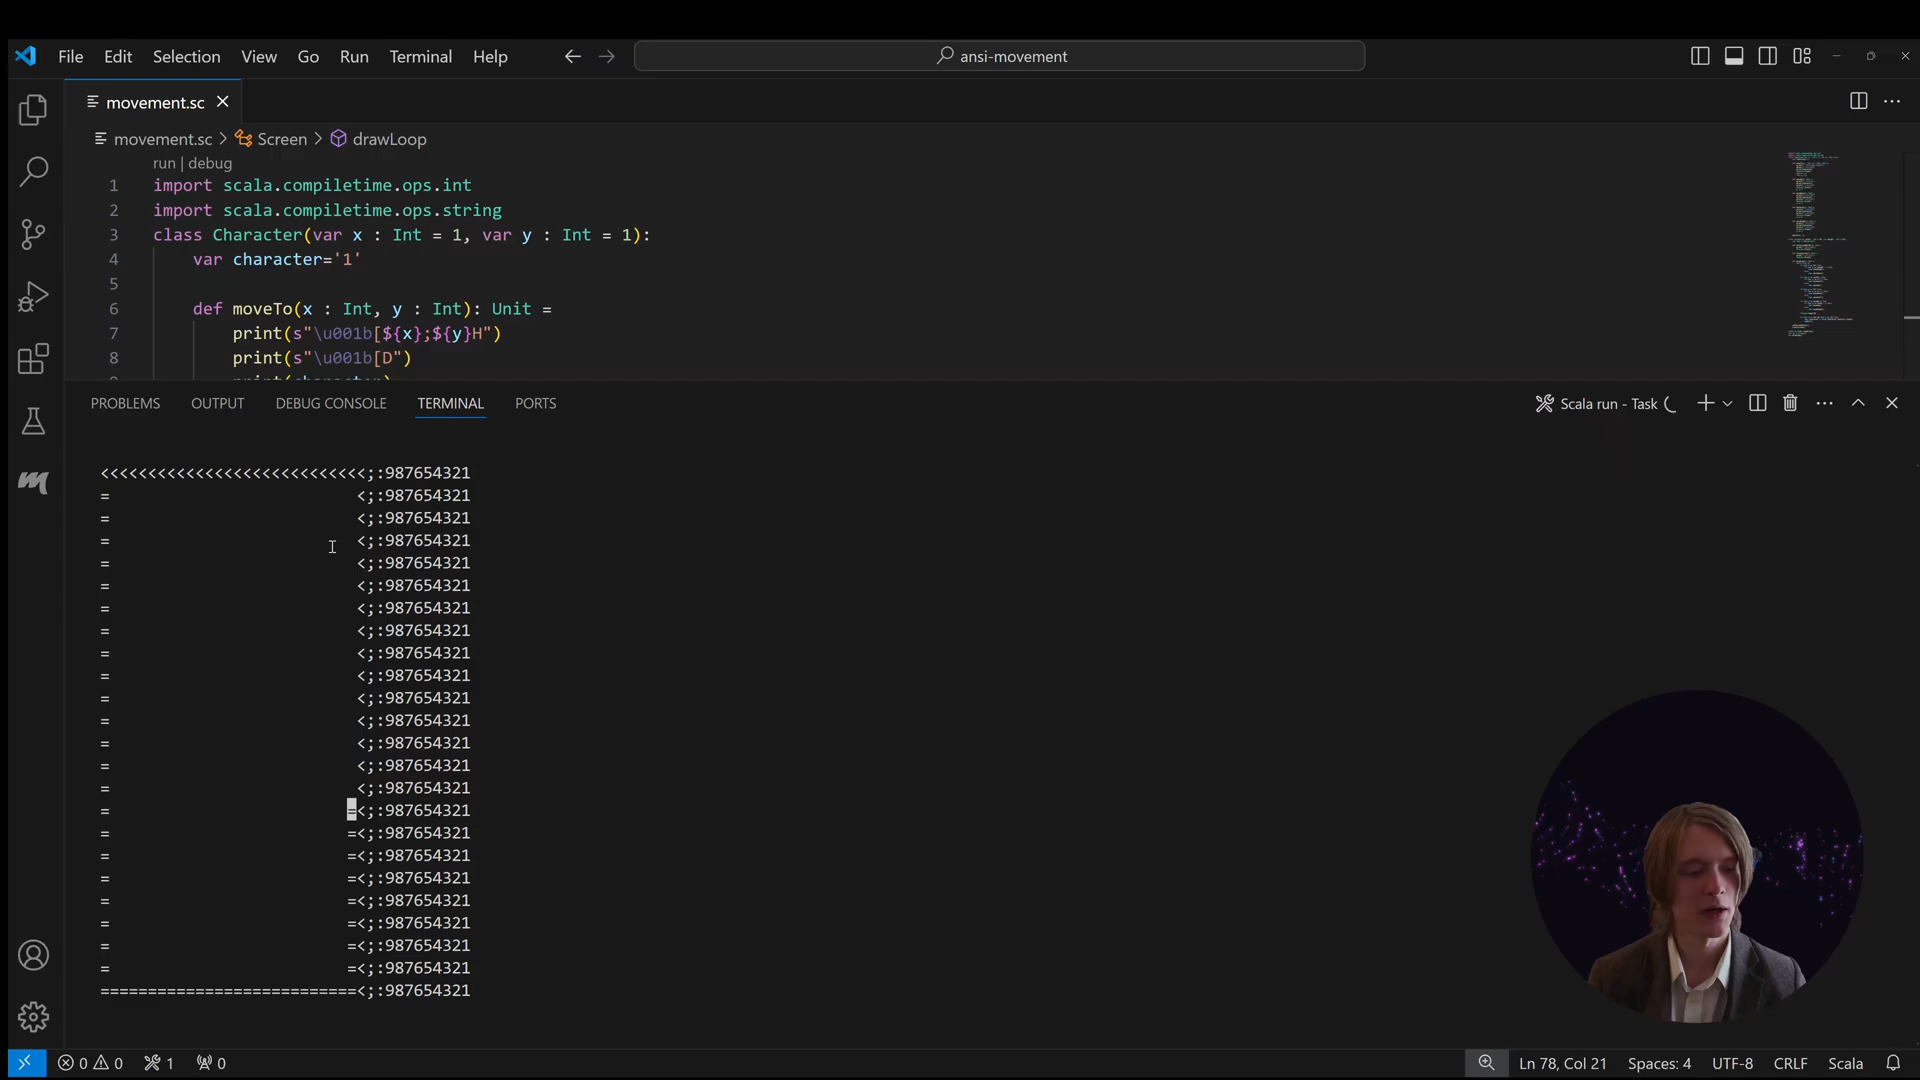 File Edit Selection View Go Run Terminal Help
ansi-movement
movement.sc
movement.sc > Screen > drawLoop
run | debug
1 import scala.compiletime.ops.int
2 import scala.compiletime.ops.string
3 class Character(var x : Int = 1, var y : Int = 1):
4 var character='1'
5
6 def moveTo(x : Int, y : Int): Unit =
7 print(s"\u001b[${x};${y}H")
8 print(s"\u001b[D")
PROBLEMS OUTPUT DEBUG CONSOLE TERMINAL PORTS
Scala run - Task
<<<<<<<<<<<<<<<<<<<<<<<<<<<<;:987654321
= <;:987654321
= <;:987654321
= <;:987654321
= <;:987654321
= <;:987654321
= <;:987654321
= <;:987654321
= <;:987654321
= <;:987654321
= <;:987654321
= <;:987654321
= <;:987654321
= <;:987654321
= <;:987654321
= =<;:987654321
= =<;:987654321
= =<;:987654321
= =<;:987654321
= =<;:987654321
= =<;:987654321
= =<;:987654321
= =<;:987654321
===========================<;:987654321
0 0 1 0
Ln 78, Col 21 Spaces: 4 UTF-8 CRLF Scala